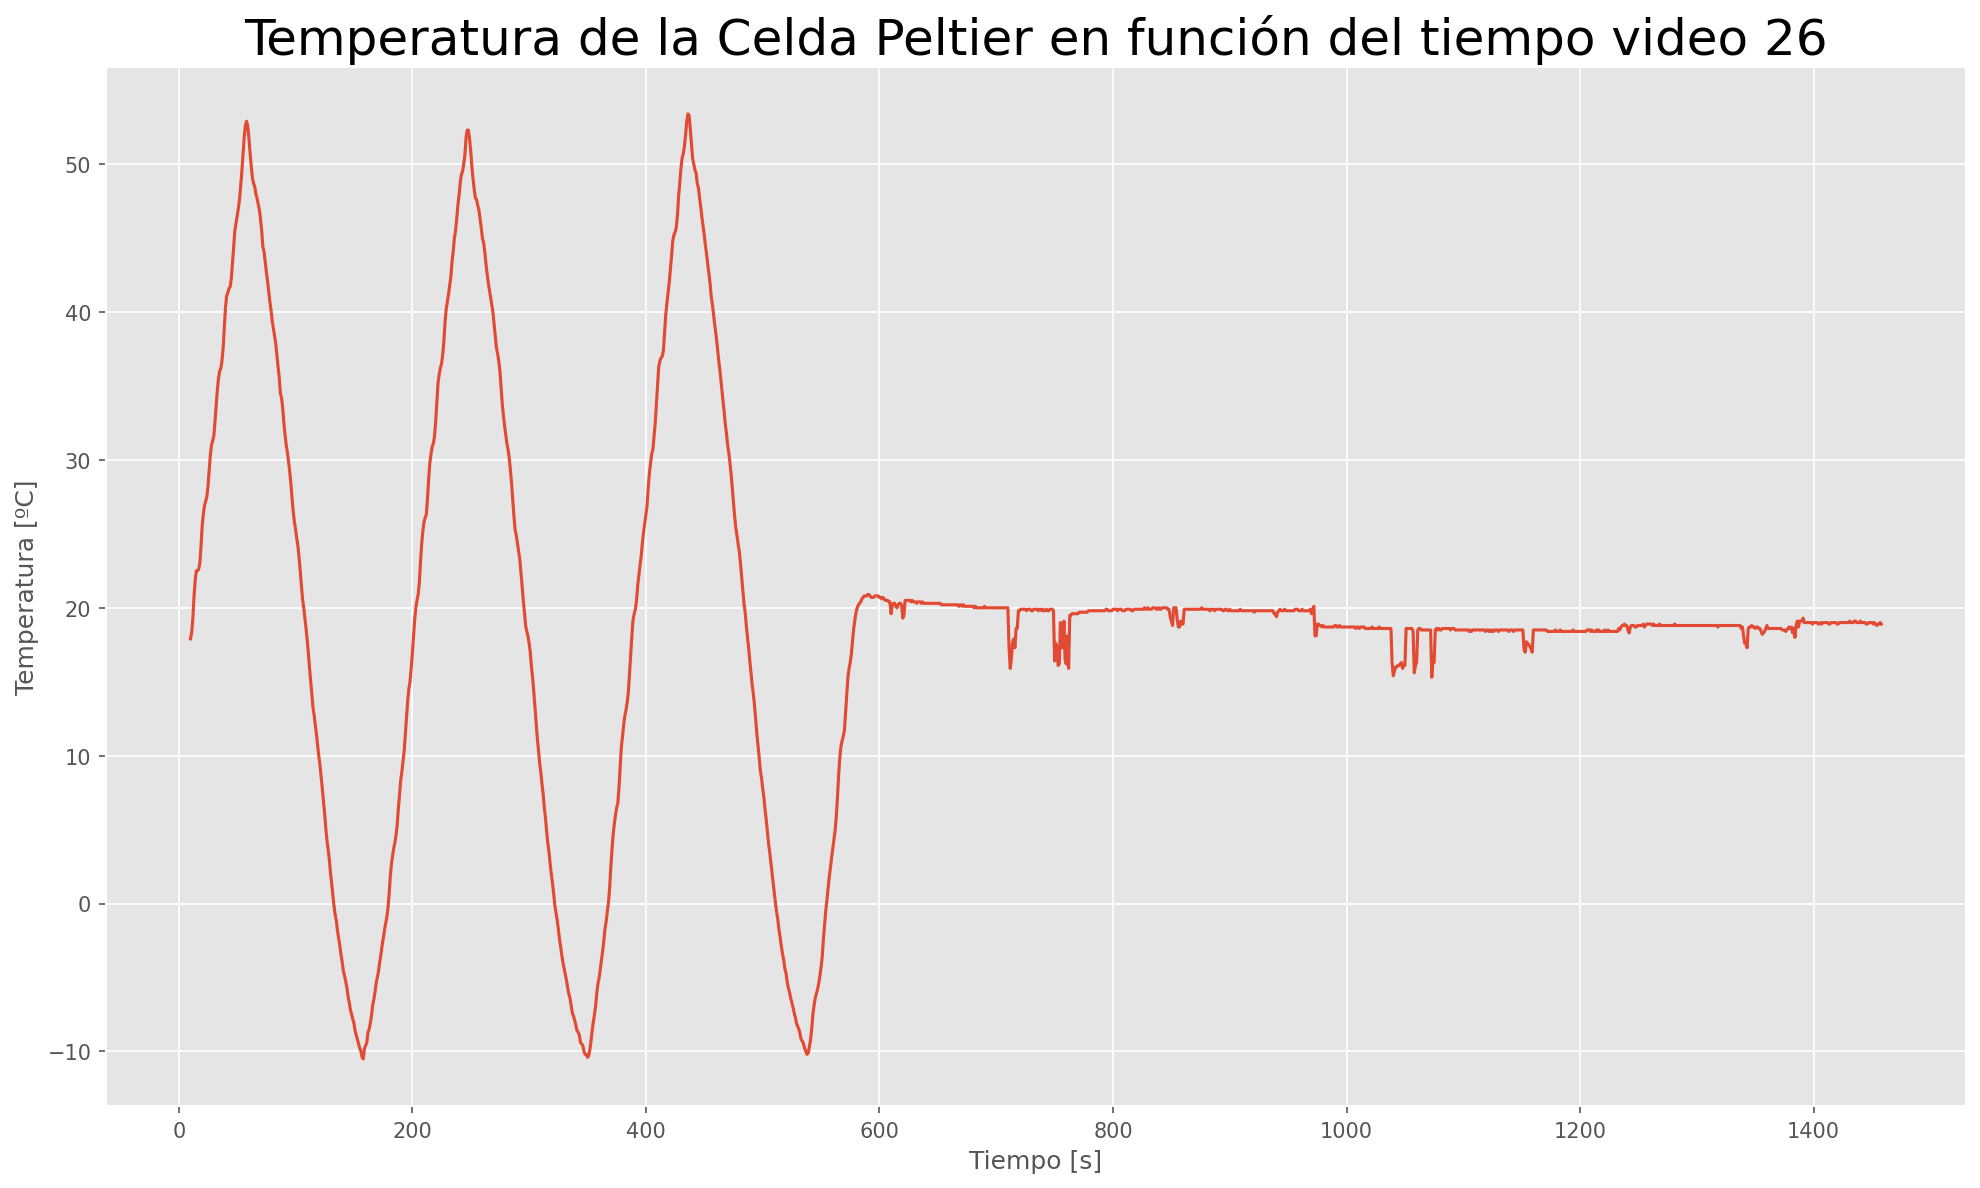 Temperatura de la Celda Peltier en función del tiempo video 26
Temperatura [ºC]
50
40
30
20
10
0
−10
0 200 400 600 800 1000 1200 1400
Tiempo [s]